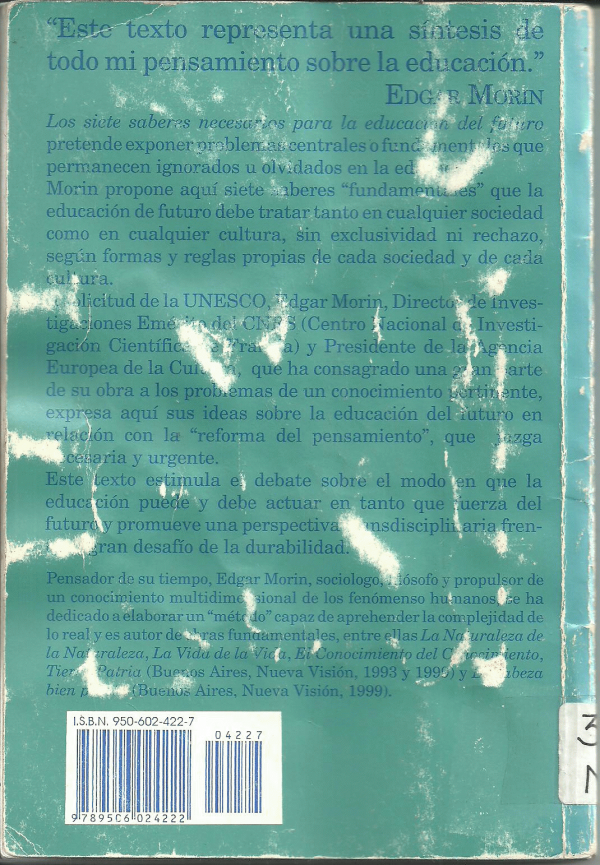 “Este texto representa una síntesis de
todo mi pensamiento sobre la educación.”
EDGAR MORIN
Los siete saberes necesarios para la educación del futuro
pretende exponer problemas centrales o fundamentales que
permanecen ignorados u olvidados en la
Morin propone aquí siete saberes “fundamentales” que la
educación de futuro debe tratar tanto en cualquier sociedad
como en cualquier cultura, sin exclusividad ni rechazo,
según formas y reglas propias de cada sociedad y de cada
cultura.
solicitud de la UNESCO, Edgar Morin, Director de Inves-
tigaciones Emérito del CNRS (Centro Nacional de Investi-
gación Científica de Francia) y Presidente de la Agencia
Europea de la Cultura, que ha consagrado una gran parte
de su obra a los problemas de un conocimiento pertinente,
expresa aquí sus ideas sobre la educación del futuro en
relación con la “reforma del pensamiento”, que juzga
necesaria y urgente.
Este texto estimula el debate sobre el modo en que la
educación puede y debe actuar en tanto que fuerza del
futuro y promueve una perspectiva transdisciplinaria fren-
gran desafío de la durabilidad.
Pensador de su tiempo, Edgar Morin, sociologo, filósofo y propulsor de
un conocimiento multidimensional de los fenómenso humanos, se ha
dedicado a elaborar un “método” capaz de aprehender la complejidad de
lo real y es autor de obras fundamentales, entre ellas La Naturaleza de
la Naturaleza, La Vida de la Vida, El Conocimiento del Conocimiento,
Tierra Patria (Buenos Aires, Nueva Visión, 1993 y 1999) y La cabeza
bien (Buenos Aires, Nueva Visión, 1999).
I.S.B.N. 950-602-422-7
04227
9789506024222
3